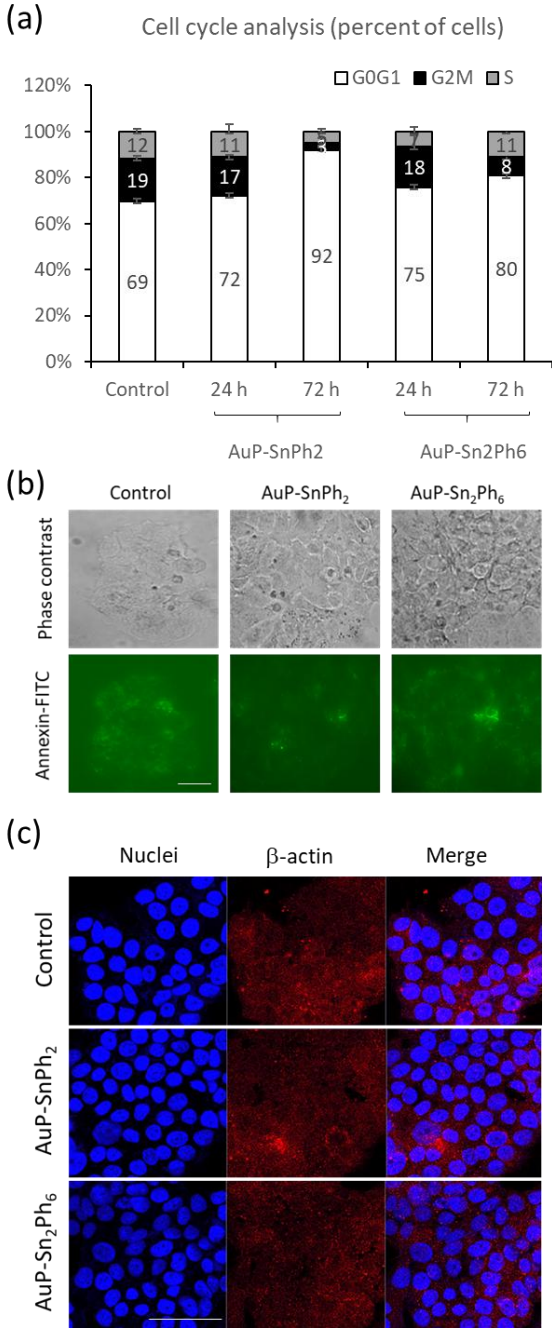 (a)
Cell cycle analysis (percent of cells)
G0G1 G2M S
120%
100%
80%
60%
40%
20%
0%
12 11 5 7 11
19 17 3 18 8
69 72 92 75 80
Control 24 h 72 h 24 h 72 h
AuP-SnPh2 AuP-Sn2Ph6
(b)
Control AuP-SnPh₂ AuP-Sn₂Ph₆
Phase contrast
Annexin-FITC
(c)
Nuclei β-actin Merge
Control
AuP-SnPh₂
AuP-Sn₂Ph₆